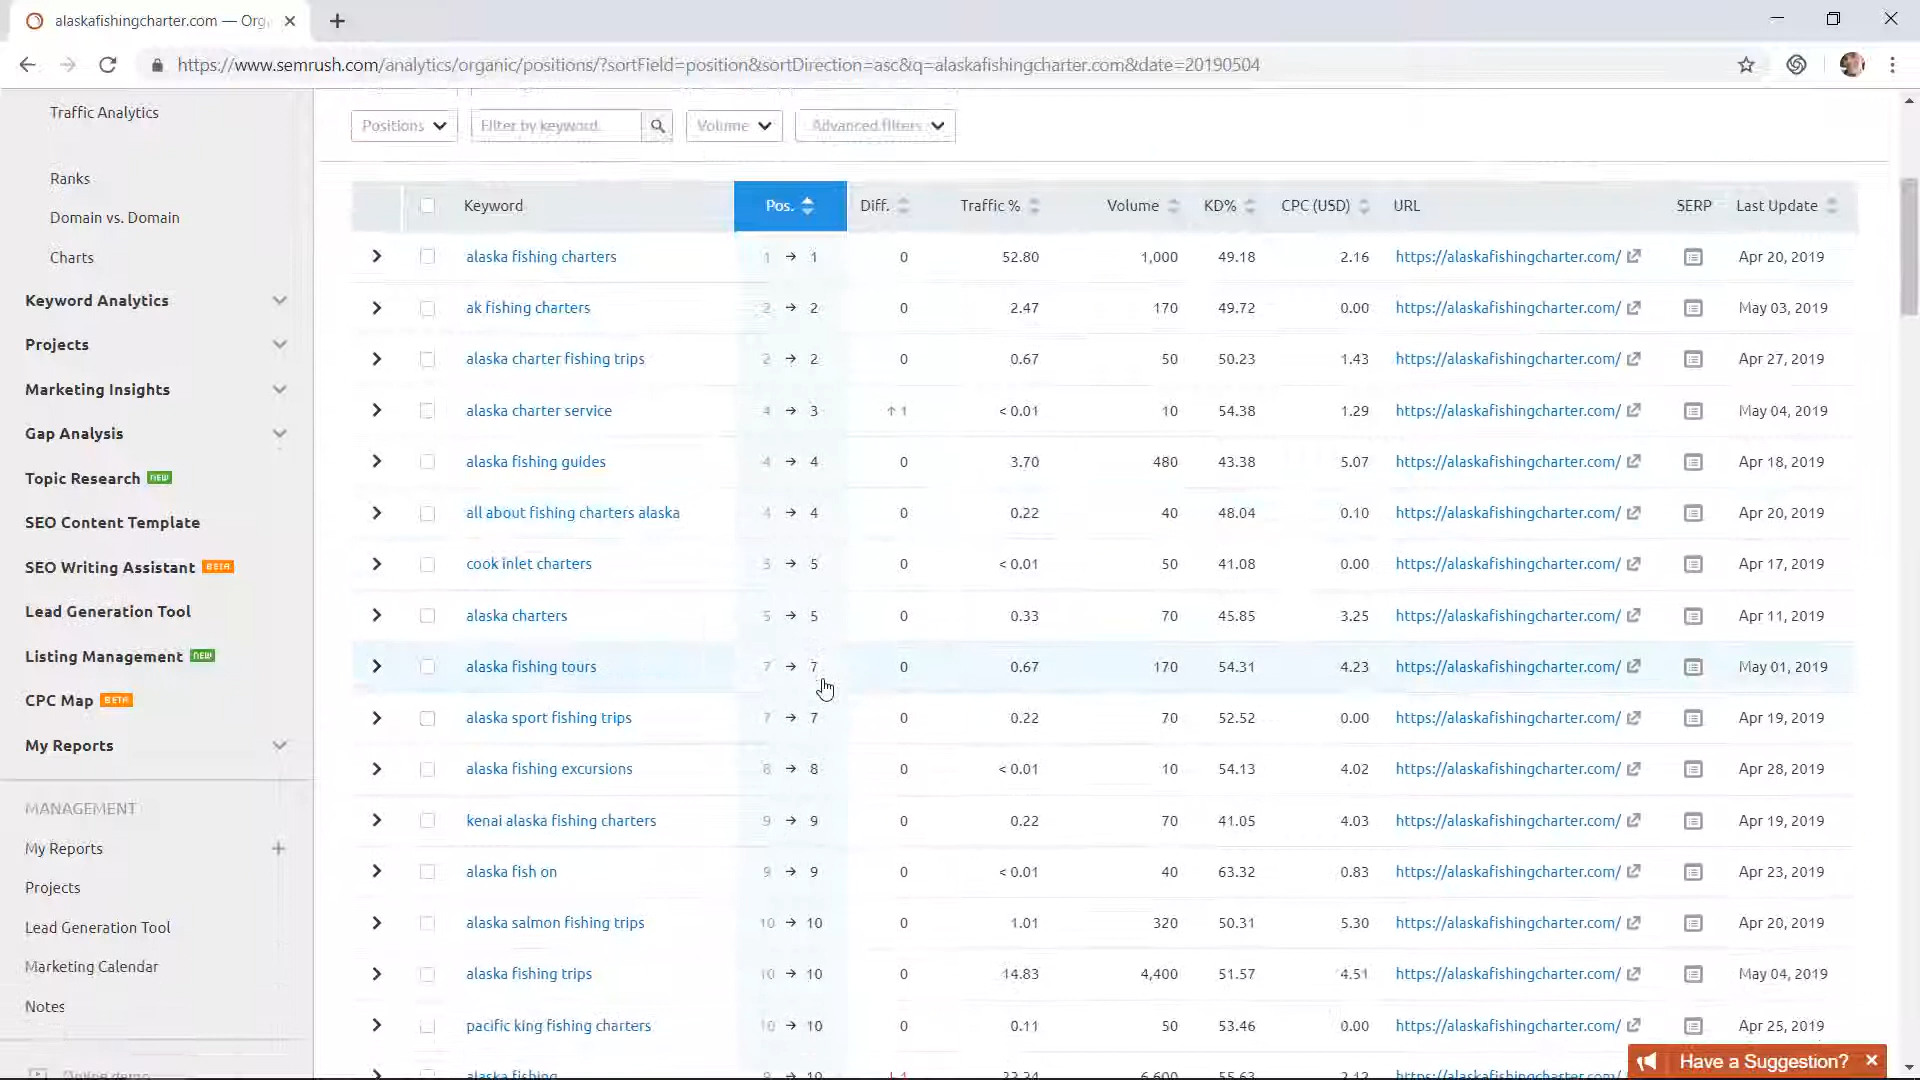 alaskafishingcharter.com — Org
https://www.semrush.com/analytics/organic/positions/?sortField=position&sortDirection=asc&q=alaskafishingcharter.com&date=20190504
Traffic Analytics
Ranks
Domain vs. Domain
Charts
Keyword Analytics
Projects
Marketing Insights
Gap Analysis
Topic Research NEW
SEO Content Template
SEO Writing Assistant BETA
Lead Generation Tool
Listing Management NEW
CPC Map BETA
My Reports
MANAGEMENT
My Reports +
Projects
Lead Generation Tool
Marketing Calendar
Notes
Online demo
Positions Filter by keyword Volume Advanced filters
Keyword Pos. Diff. Traffic % Volume KD% CPC (USD) URL SERP Last Update
alaska fishing charters 1 → 1 0 52.80 1,000 49.18 2.16 https://alaskafishingcharter.com/ Apr 20, 2019
ak fishing charters 2 → 2 0 2.47 170 49.72 0.00 https://alaskafishingcharter.com/ May 03, 2019
alaska charter fishing trips 2 → 2 0 0.67 50 50.23 1.43 https://alaskafishingcharter.com/ Apr 27, 2019
alaska charter service 4 → 3 ↑ 1 < 0.01 10 54.38 1.29 https://alaskafishingcharter.com/ May 04, 2019
alaska fishing guides 4 → 4 0 3.70 480 43.38 5.07 https://alaskafishingcharter.com/ Apr 18, 2019
all about fishing charters alaska 4 → 4 0 0.22 40 48.04 0.10 https://alaskafishingcharter.com/ Apr 20, 2019
cook inlet charters 5 → 5 0 < 0.01 50 41.08 0.00 https://alaskafishingcharter.com/ Apr 17, 2019
alaska charters 5 → 5 0 0.33 70 45.85 3.25 https://alaskafishingcharter.com/ Apr 11, 2019
alaska fishing tours 7 → 7 0 0.67 170 54.31 4.23 https://alaskafishingcharter.com/ May 01, 2019
alaska sport fishing trips 7 → 7 0 0.22 70 52.52 0.00 https://alaskafishingcharter.com/ Apr 19, 2019
alaska fishing excursions 8 → 8 0 < 0.01 10 54.13 4.02 https://alaskafishingcharter.com/ Apr 28, 2019
kenai alaska fishing charters 9 → 9 0 0.22 70 41.05 4.03 https://alaskafishingcharter.com/ Apr 19, 2019
alaska fish on 9 → 9 0 < 0.01 40 63.32 0.83 https://alaskafishingcharter.com/ Apr 23, 2019
alaska salmon fishing trips 10 → 10 0 1.01 320 50.31 5.30 https://alaskafishingcharter.com/ Apr 20, 2019
alaska fishing trips 10 → 10 0 14.83 4,400 51.57 4.51 https://alaskafishingcharter.com/ May 04, 2019
pacific king fishing charters 10 → 10 0 0.11 50 53.46 0.00 https://alaskafishingcharter.com/ Apr 25, 2019
alaska fishing
Have a Suggestion? ×